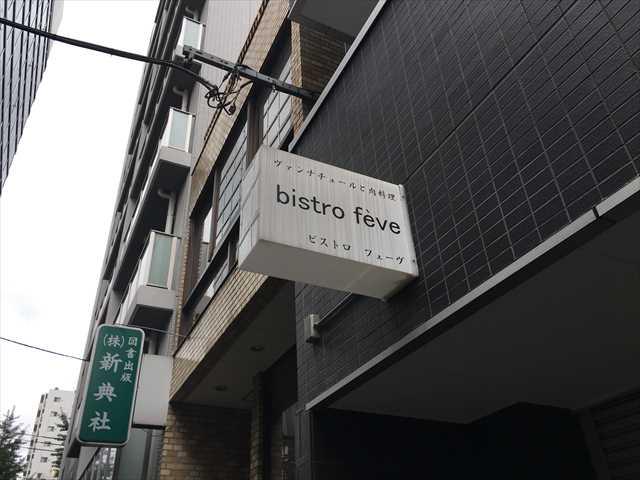 ヴァンナチュールと肉料理
bistro fève
ビストロ フェーヴ
図書出版
(株)新典社